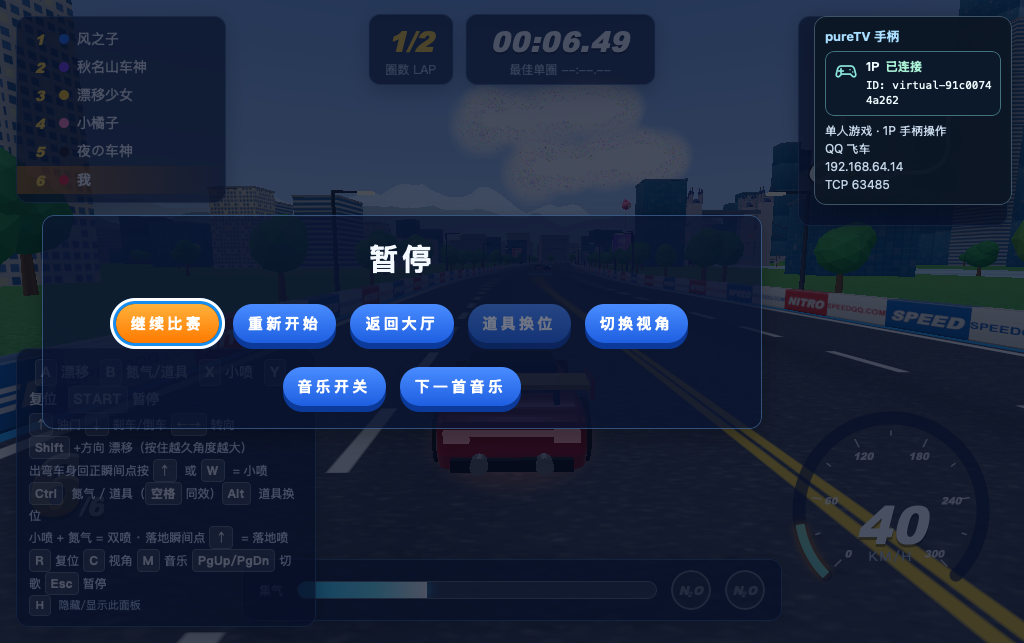 1 风之子
2 秋名山车神
3 漂移少女
4 小橘子
5 夜の车神
6 我
1/2
圈数 LAP
00:06.49
最佳单圈 --:--.--
pureTV 手柄
1P 已连接
ID: virtual-91c0074
4a262
单人游戏 · 1P 手柄操作
QQ 飞车
192.168.64.14
TCP 63485
暂停
继续比赛
重新开始
返回大厅
道具换位
切换视角
音乐开关
下一首音乐
NITRO
SPEEDQQ.COM
SPEED
SPEED
A 漂移 B 氮气/道具 X 小喷 Y
复位 START 暂停
↑ 油门 ↓ 刹车/倒车 ←→ 转向
Shift +方向 漂移（按住越久角度越大）
出弯车身回正瞬间点按 ↑ 或 W = 小喷
Ctrl 氮气 / 道具（空格 同效） Alt 道具换
位
小喷 + 氮气 = 双喷 · 落地瞬间点 ↑ = 落地喷
R 复位 C 视角 M 音乐 PgUp/PgDn 切
歌 Esc 暂停
H 隐藏/显示此面板
集气
N₂O
N₂O
0
60
120
180
240
300
40
KM/H